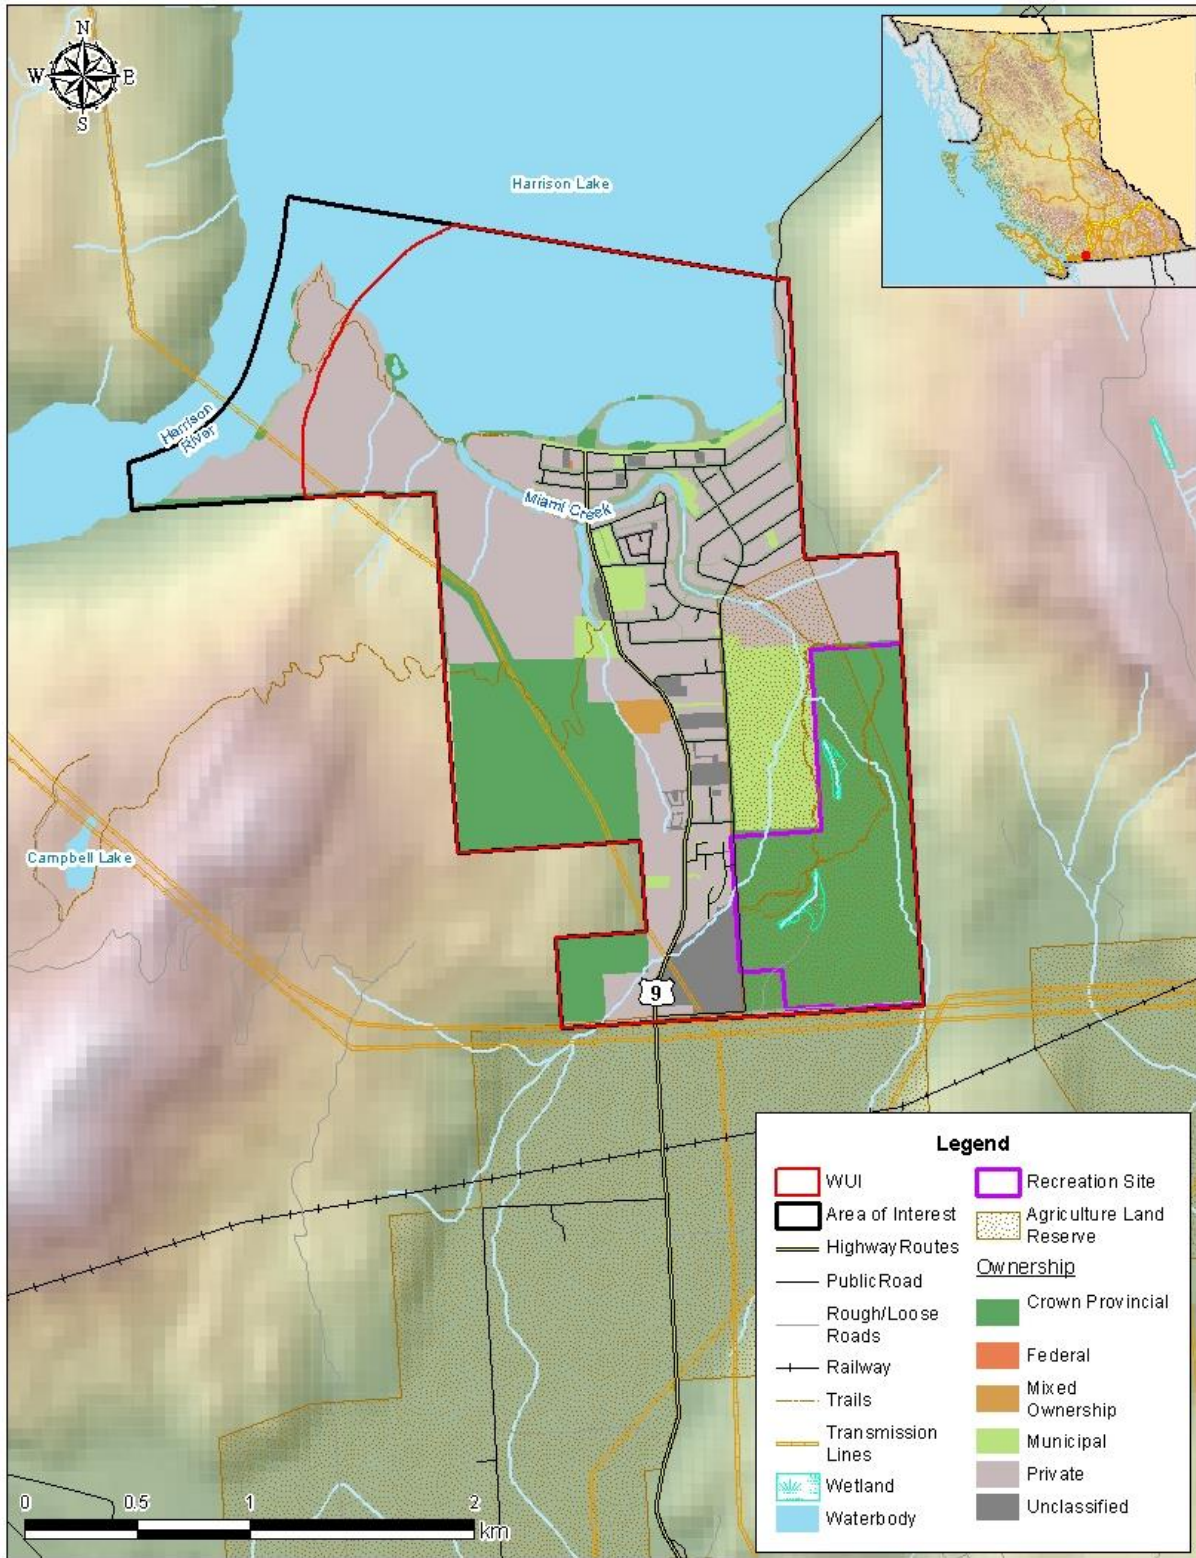 N
W E
S
Harrison Lake
Harrison
River
Miami Creek
Campbell Lake
9
Legend
WUI
Area of Interest
Highway Routes
Public Road
Rough/Loose
Roads
Railway
Trails
Transmission
Lines
Wetland
Waterbody
Recreation Site
Agriculture Land
Reserve
Ownership
Crown Provincial
Federal
Mixed
Ownership
Municipal
Private
Unclassified
0 0.5 1 2
km